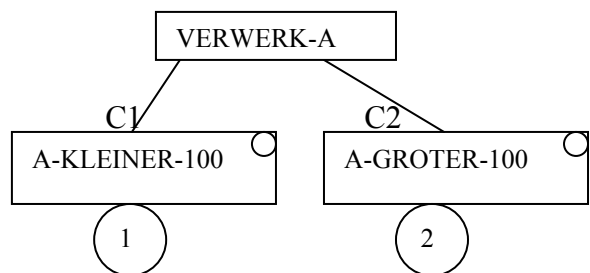 VERWERK-A
C1
C2
A-KLEINER-100
A-GROTER-100
1
2